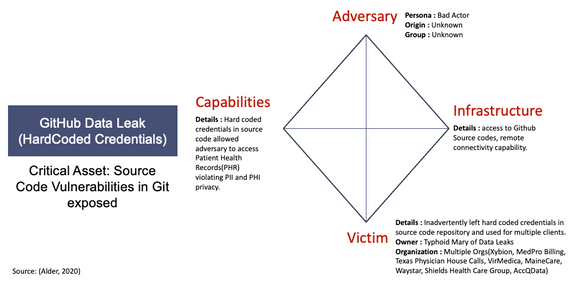 Adversary
Persona : Bad Actor
Origin : Unknown
Group : Unknown
GitHub Data Leak
(HardCoded Credentials)
Critical Asset: Source
Code Vulnerabilities in Git
exposed
Capabilities
Details : Hard coded
credentials in source
code allowed
adversary to access
Patient Health
Records(PHR)
violating PII and PHI
privacy.
Infrastructure
Details : access to Github
Source codes, remote
connectivity capability.
Victim
Details : Inadvertently left hard coded credentials in
source code repository and used for multiple clients.
Owner : Typhoid Mary of Data Leaks
Organization : Multiple Orgs(Xybion, MedPro Billing,
Texas Physician House Calls, VirMedica, MaineCare,
Waystar, Shields Health Care Group, AccQData)
Source: (Alder, 2020)